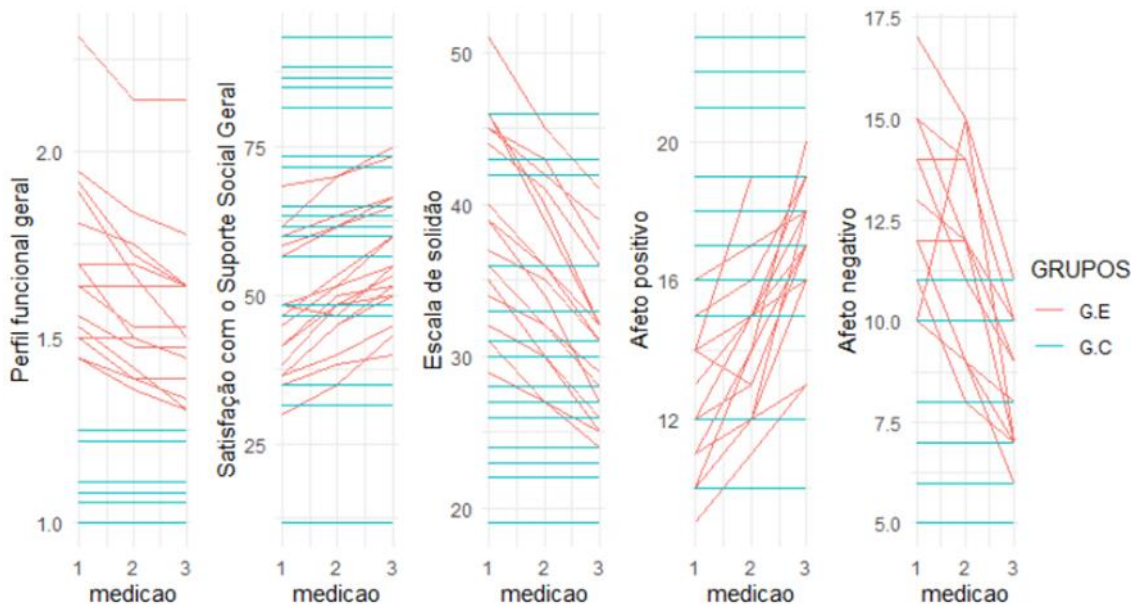 Perfil funcional geral
2.0
1.5
1.0
1 2 3
medicao
Satisfação com o Suporte Social Geral
75
50
25
1 2 3
medicao
Escala de solidão
50
40
30
20
1 2 3
medicao
Afeto positivo
20
16
12
1 2 3
medicao
Afeto negativo
17.5
15.0
12.5
10.0
7.5
5.0
1 2 3
medicao
GRUPOS
G.E
G.C